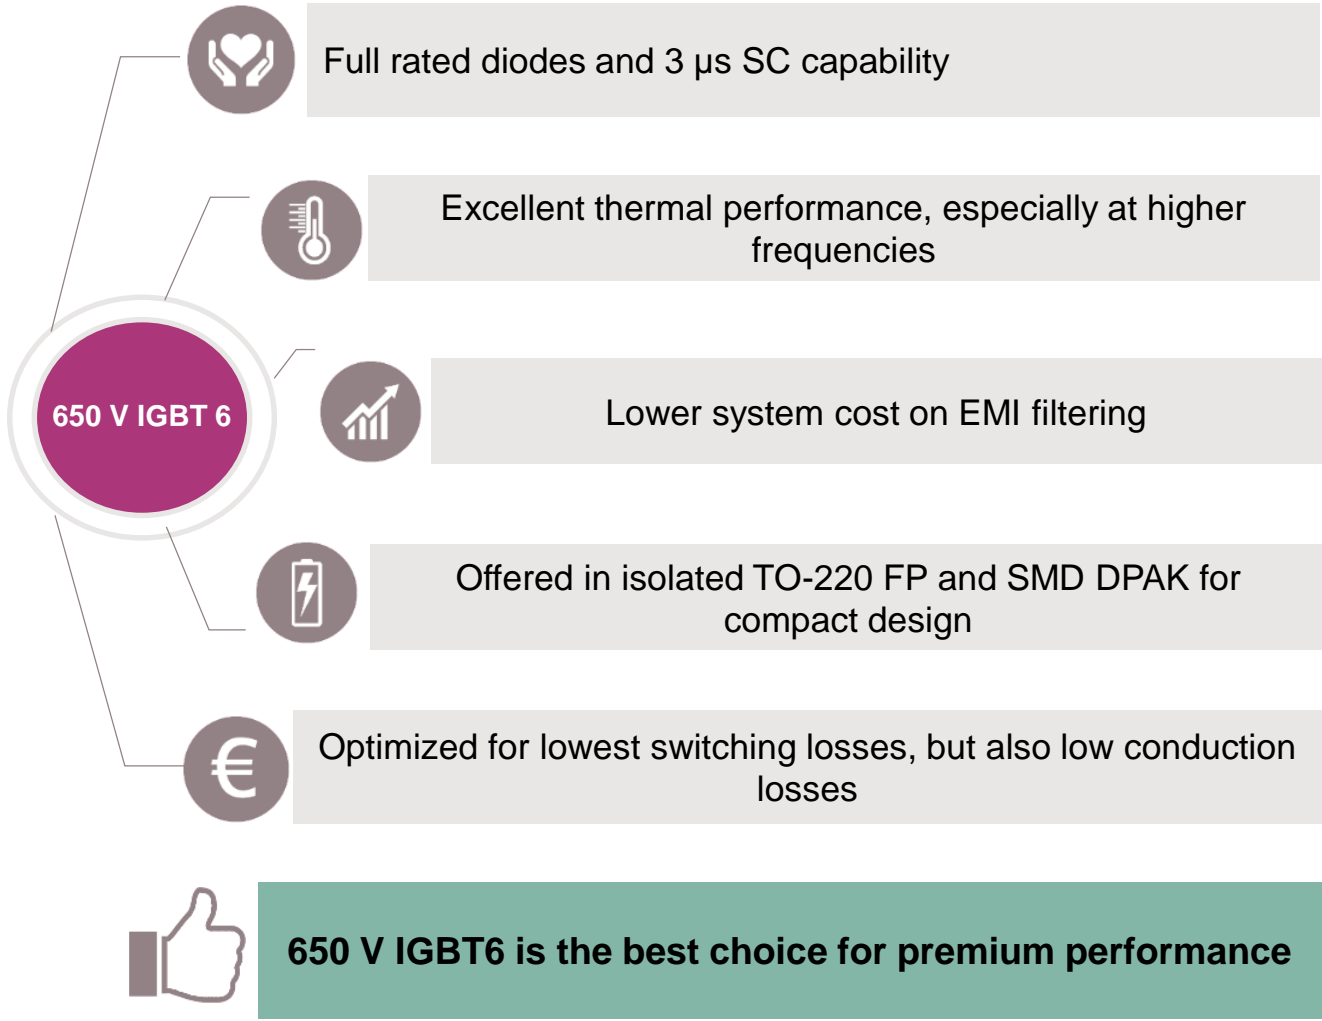 Full rated diodes and 3 µs SC capability
Excellent thermal performance, especially at higher
frequencies
650 V IGBT 6
Lower system cost on EMI filtering
Offered in isolated TO-220 FP and SMD DPAK for
compact design
€
Optimized for lowest switching losses, but also low conduction
losses
650 V IGBT6 is the best choice for premium performance